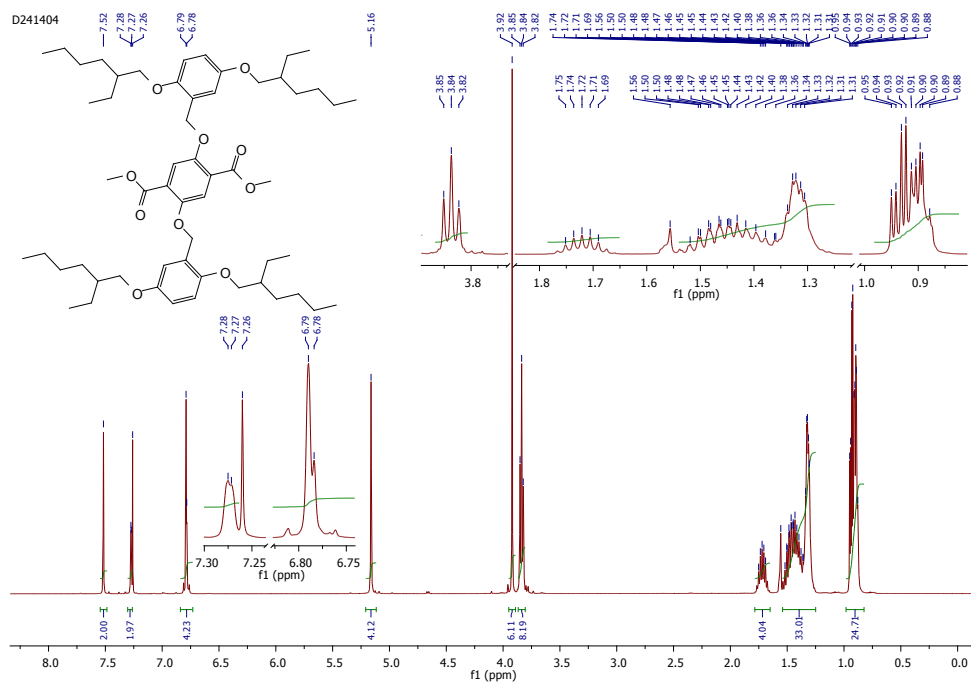 D241404
7.52 7.28 7.27 7.26 6.79 6.78 5.16 3.92 3.85 3.84 3.82 1.74 1.72 1.71 1.69 1.56 1.50 1.50 1.48 1.48 1.47 1.46 1.45 1.45 1.44 1.43 1.42 1.40 1.38 1.36 1.36 1.34 1.33 1.32 1.31 1.31 0.95 0.94 0.93 0.92 0.91 0.90 0.90 0.89 0.88
O O
O
O O
O O
O O
O O
3.85 3.84 3.82 1.75 1.74 1.72 1.71 1.69 1.56 1.50 1.50 1.48 1.48 1.47 1.46 1.45 1.45 1.44 1.43 1.42 1.40 1.38 1.36 1.34 1.33 1.32 1.31 1.31 0.95 0.94 0.93 0.92 0.91 0.90 0.90 0.89 0.88
3.8 1.8 1.7 1.6 1.5 1.4 1.3 1.0 0.9
f1 (ppm)
7.28 7.27 7.26 6.79 6.78
7.30 7.25 6.80 6.75
f1 (ppm)
2.00 1.97 4.23 4.12 6.11 8.19 4.04 33.01 24.71
8.0 7.5 7.0 6.5 6.0 5.5 5.0 4.5 4.0 3.5 3.0 2.5 2.0 1.5 1.0 0.5 0.0
f1 (ppm)